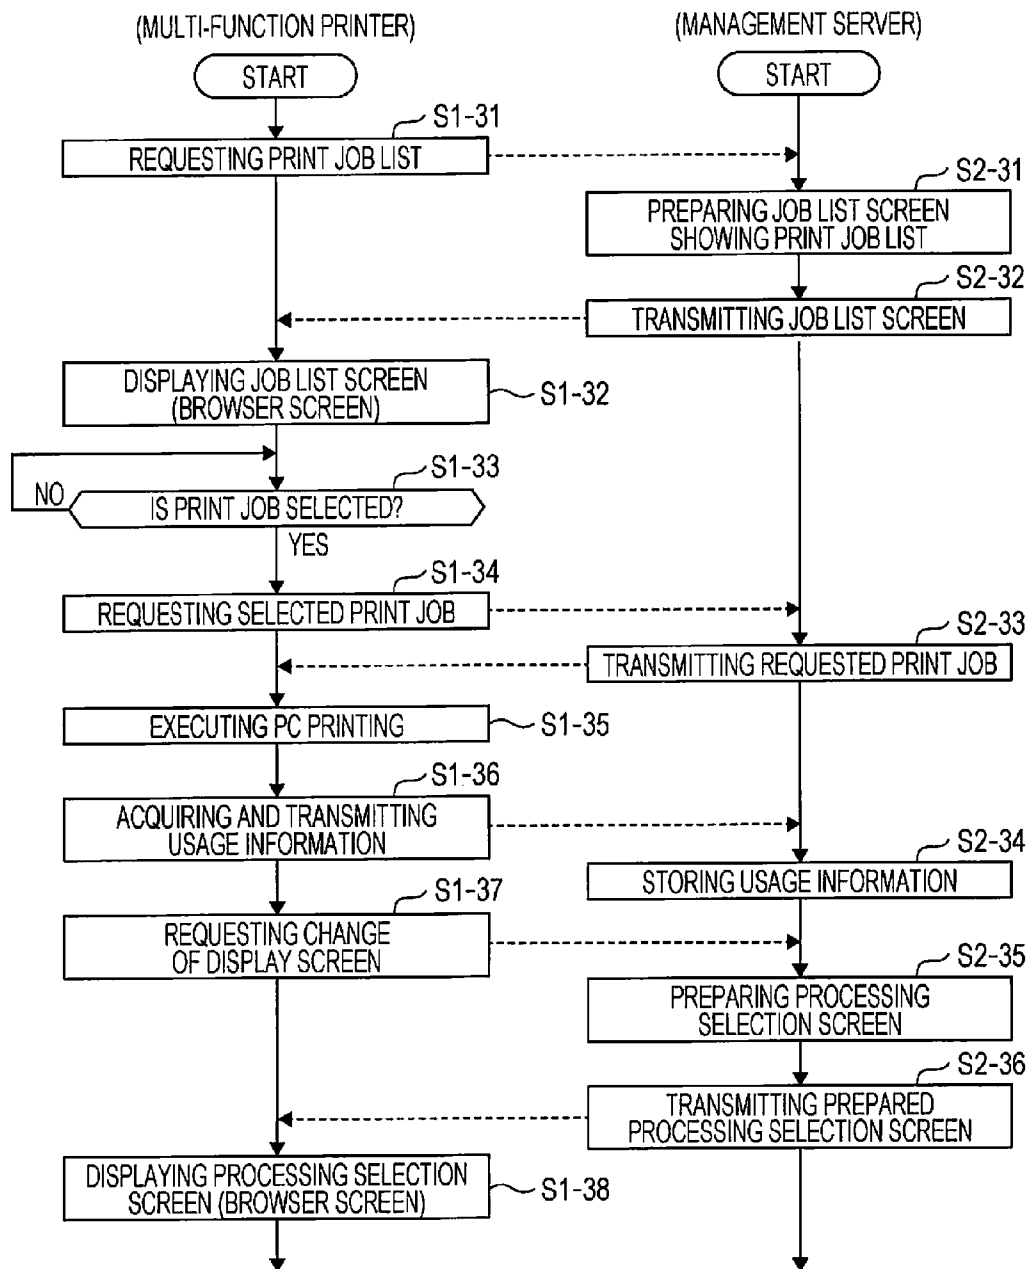 (MULTI-FUNCTION PRINTER)
(MANAGEMENT SERVER)
START
START
S1-31
REQUESTING PRINT JOB LIST
S2-31
PREPARING JOB LIST SCREEN
SHOWING PRINT JOB LIST
S2-32
TRANSMITTING JOB LIST SCREEN
DISPLAYING JOB LIST SCREEN
(BROWSER SCREEN)
S1-32
S1-33
NO
IS PRINT JOB SELECTED?
YES
S1-34
REQUESTING SELECTED PRINT JOB
S2-33
TRANSMITTING REQUESTED PRINT JOB
EXECUTING PC PRINTING
S1-35
S1-36
ACQUIRING AND TRANSMITTING
USAGE INFORMATION
S2-34
STORING USAGE INFORMATION
S1-37
REQUESTING CHANGE
OF DISPLAY SCREEN
S2-35
PREPARING PROCESSING
SELECTION SCREEN
S2-36
TRANSMITTING PREPARED
PROCESSING SELECTION SCREEN
DISPLAYING PROCESSING SELECTION
SCREEN (BROWSER SCREEN)
S1-38